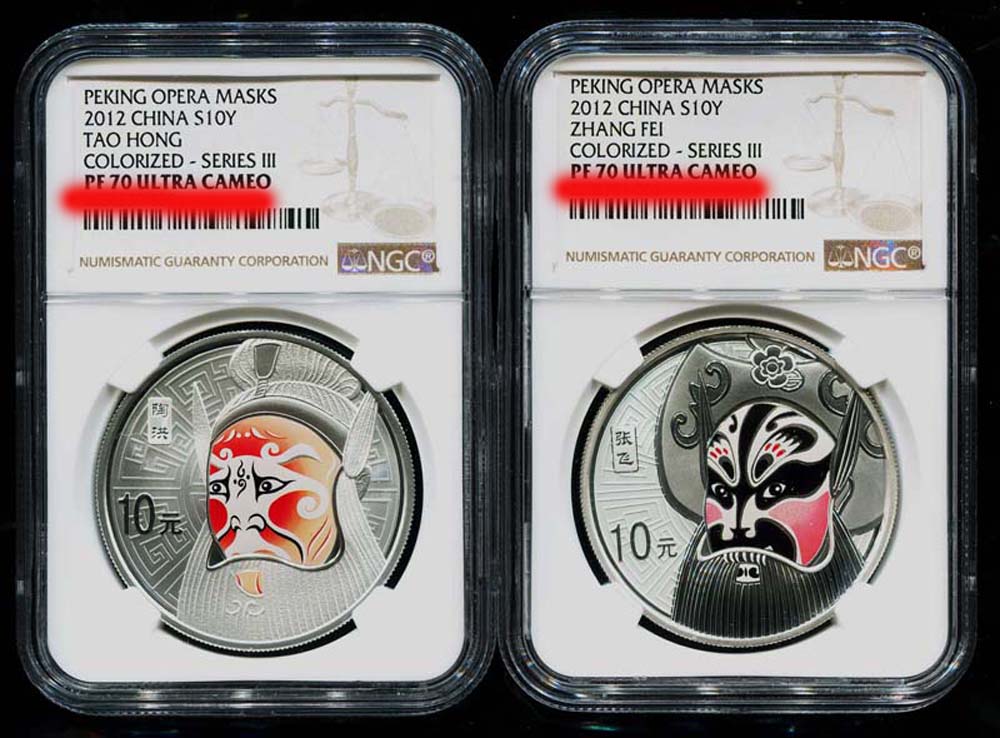 PEKING OPERA MASKS
2012 CHINA S10Y
TAO HONG
COLORIZED - SERIES III
PF 70 ULTRA CAMEO
NUMISMATIC GUARANTY CORPORATION NGC®
陶洪
10元
PEKING OPERA MASKS
2012 CHINA S10Y
ZHANG FEI
COLORIZED - SERIES III
PF 70 ULTRA CAMEO
NUMISMATIC GUARANTY CORPORATION NGC®
张飞
10元